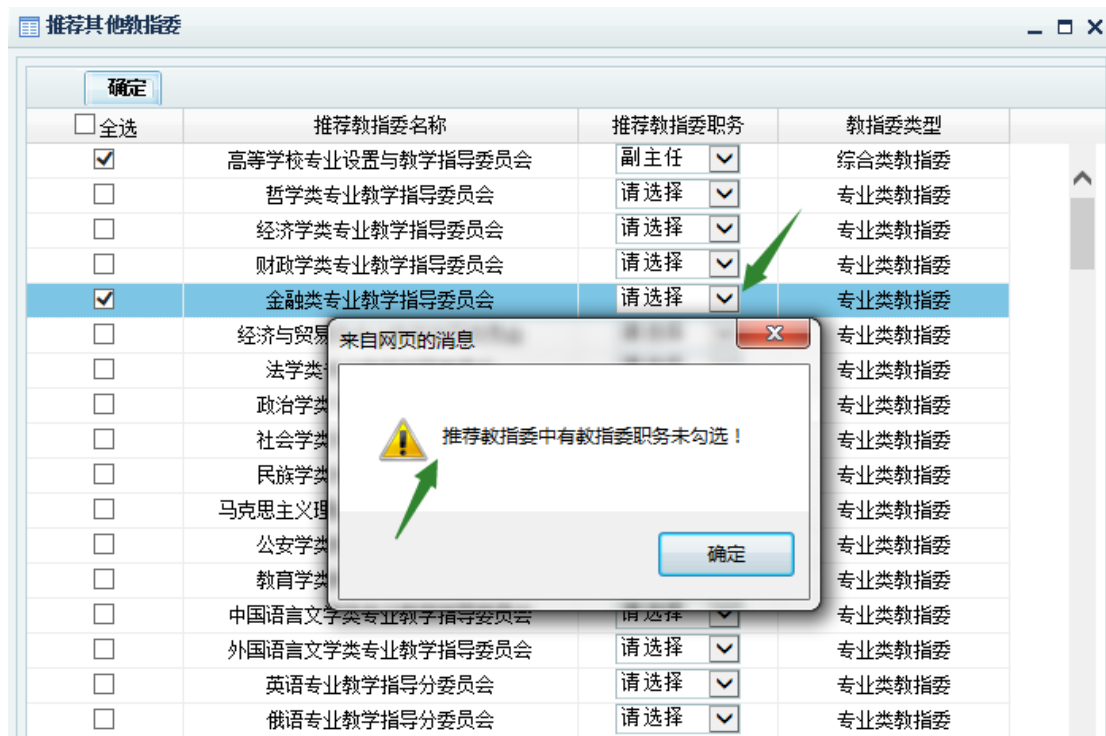 推荐其他教指委
确定
全选 推荐教指委名称 推荐教指委职务 教指委类型
高等学校专业设置与教学指导委员会 副主任 综合类教指委
哲学类专业教学指导委员会 请选择 专业类教指委
经济学类专业教学指导委员会 请选择 专业类教指委
财政学类专业教学指导委员会 请选择 专业类教指委
金融类专业教学指导委员会 请选择 专业类教指委
经济与贸易 专业类教指委
来自网页的消息
法学类 专业类教指委
政治学类 专业类教指委
推荐教指委中有教指委职务未勾选！
社会学类 专业类教指委
民族学类 专业类教指委
马克思主义理 专业类教指委
公安学类 专业类教指委
确定
教育学类 专业类教指委
中国语言文学类专业教学指导委员会 请选择 专业类教指委
外国语言文学类专业教学指导委员会 请选择 专业类教指委
英语专业教学指导分委员会 请选择 专业类教指委
俄语专业教学指导分委员会 请选择 专业类教指委